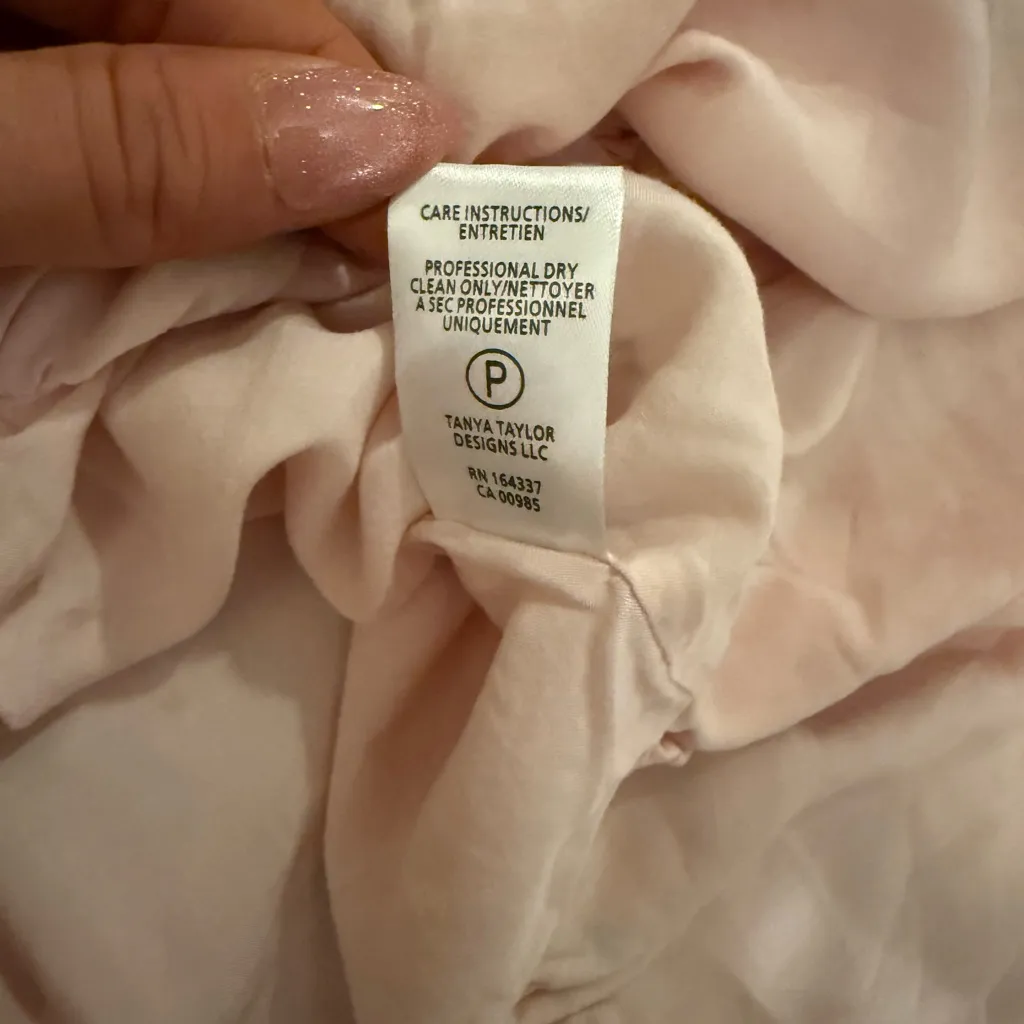 CARE INSTRUCTIONS/
ENTRETIEN
PROFESSIONAL DRY
CLEAN ONLY/NETTOYER
A SEC PROFESSIONNEL
UNIQUEMENT
P
TANYA TAYLOR
DESIGNS LLC
RN 164337
CA 00985